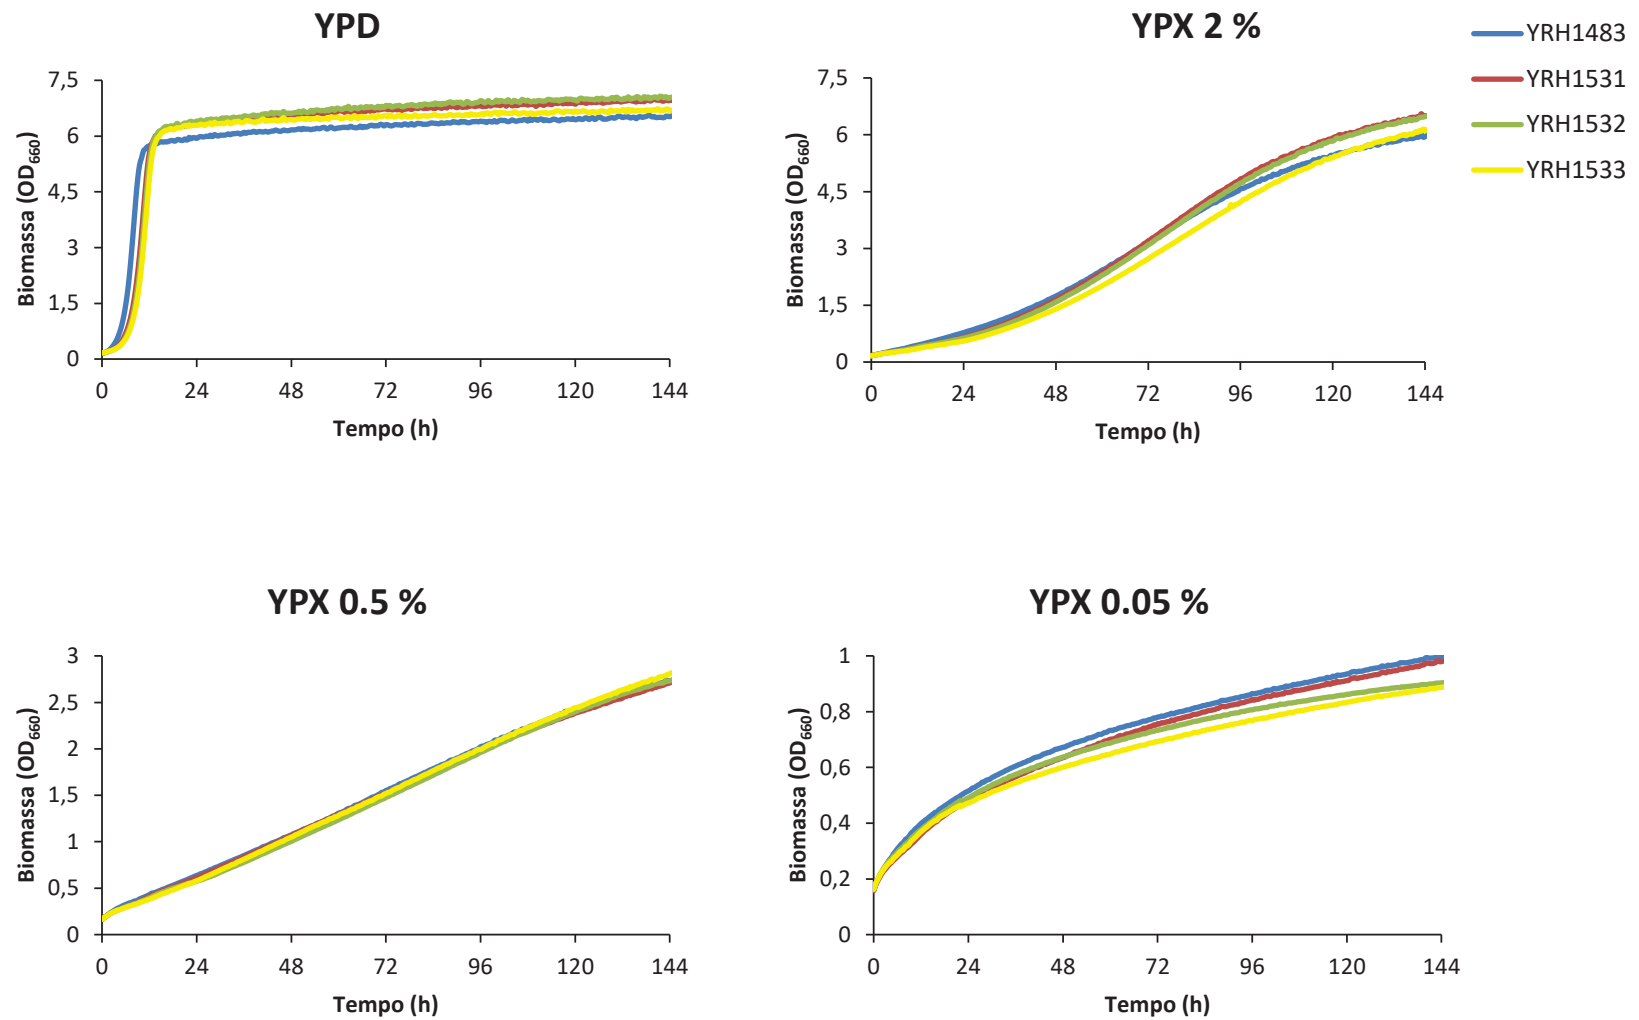 YPD
7,5
6
4,5
3
1,5
0
Biomassa (OD660)
0 24 48 72 96 120 144
Tempo (h)
YPX 2 %
7,5
6
4,5
3
1,5
0
Biomassa (OD660)
0 24 48 72 96 120 144
Tempo (h)
YRH1483
YRH1531
YRH1532
YRH1533
YPX 0.5 %
3
2,5
2
1,5
1
0,5
0
Biomassa (OD660)
0 24 48 72 96 120 144
Tempo (h)
YPX 0.05 %
1
0,8
0,6
0,4
0,2
0
Biomassa (OD660)
0 24 48 72 96 120 144
Tempo (h)